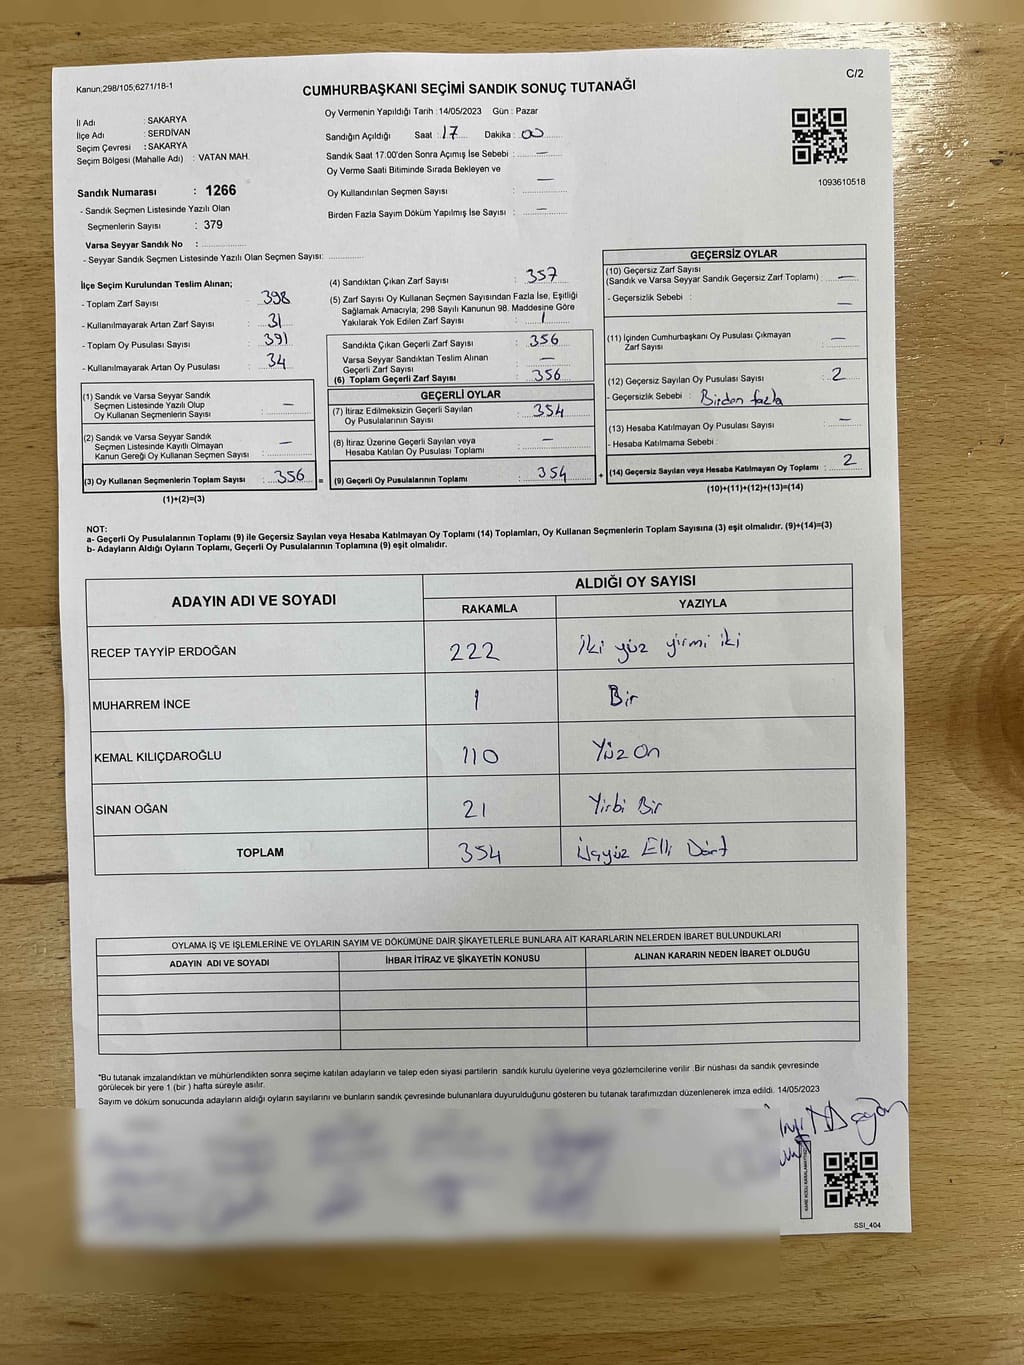 Kanun;298/105;6271/18-1
C/2
CUMHURBAŞKANI SEÇİMİ SANDIK SONUÇ TUTANAĞI
İl Adı : SAKARYA
İlçe Adı : SERDİVAN
Seçim Çevresi : SAKARYA
Seçim Bölgesi (Mahalle Adı) : VATAN MAH.
Sandık Numarası : 1266
- Sandık Seçmen Listesinde Yazılı Olan
Seçmenlerin Sayısı : 379
Varsa Seyyar Sandık No :
- Seyyar Sandık Seçmen Listesinde Yazılı Olan Seçmen Sayısı:
Oy Vermenin Yapıldığı Tarih : 14/05/2023 Gün : Pazar
Sandığın Açıldığı Saat : 17 Dakika : 00
Sandık Saat 17:00'den Sonra Açımış İse Sebebi : —
Oy Verme Saati Bitiminde Sırada Bekleyen ve
Oy Kullandırılan Seçmen Sayısı : —
Birden Fazla Sayım Döküm Yapılmış İse Sayısı : —
1093610518
İlçe Seçim Kurulundan Teslim Alınan;
- Toplam Zarf Sayısı : 398
- Kullanılmayarak Artan Zarf Sayısı : 31
- Toplam Oy Pusulası Sayısı : 391
- Kullanılmayarak Artan Oy Pusulası : 34
(1) Sandık ve Varsa Seyyar Sandık
Seçmen Listesinde Yazılı Olup
Oy Kullanan Seçmenlerin Sayısı : —
(2) Sandık ve Varsa Seyyar Sandık
Seçmen Listesinde Kayıtlı Olmayan
Kanun Gereği Oy Kullanan Seçmen Sayısı : —
(3) Oy Kullanan Seçmenlerin Toplam Sayısı : 356 =
(1)+(2)=(3)
(4) Sandıktan Çıkan Zarf Sayısı : 357
(5) Zarf Sayısı Oy Kullanan Seçmen Sayısından Fazla İse, Eşitliği
Sağlamak Amacıyla; 298 Sayılı Kanunun 98. Maddesine Göre
Yakılarak Yok Edilen Zarf Sayısı : 1
Sandıkta Çıkan Geçerli Zarf Sayısı : 356
Varsa Seyyar Sandıktan Teslim Alınan
Geçerli Zarf Sayısı : —
(6) Toplam Geçerli Zarf Sayısı : 356
GEÇERLİ OYLAR
(7) İtiraz Edilmeksizin Geçerli Sayılan
Oy Pusulalarının Sayısı : 354
(8) İtiraz Üzerine Geçerli Sayılan veya
Hesaba Katılan Oy Pusulası Toplamı : —
(9) Geçerli Oy Pusulalarının Toplamı : 354 +
GEÇERSİZ OYLAR
(10) Geçersiz Zarf Sayısı
(Sandık ve Varsa Seyyar Sandık Geçersiz Zarf Toplamı) : —
- Geçersizlik Sebebi : —
(11) İçinden Cumhurbaşkanı Oy Pusulası Çıkmayan
Zarf Sayısı : —
(12) Geçersiz Sayılan Oy Pusulası Sayısı : 2
- Geçersizlik Sebebi : Birden fazla
(13) Hesaba Katılmayan Oy Pusulası Sayısı : —
- Hesaba Katılmama Sebebi :
(14) Geçersiz Sayılan veya Hesaba Katılmayan Oy Toplamı : 2
(10)+(11)+(12)+(13)=(14)
NOT:
a- Geçerli Oy Pusulalarının Toplamı (9) ile Geçersiz Sayılan veya Hesaba Katılmayan Oy Toplamı (14) Toplamları, Oy Kullanan Seçmenlerin Toplam Sayısına (3) eşit olmalıdır. (9)+(14)=(3)
b- Adayların Aldığı Oyların Toplamı, Geçerli Oy Pusulalarının Toplamına (9) eşit olmalıdır.
ADAYIN ADI VE SOYADI
ALDIĞI OY SAYISI
RAKAMLA YAZIYLA
RECEP TAYYİP ERDOĞAN 222 İki yüz yirmi iki
MUHARREM İNCE 1 Bir
KEMAL KILIÇDAROĞLU 110 Yüz On
SİNAN OĞAN 21 Yirbi Bir
TOPLAM 354 Üçyüz Elli Dört
OYLAMA İŞ VE İŞLEMLERİNE VE OYLARIN SAYIM VE DÖKÜMÜNE DAİR ŞİKAYETLERLE BUNLARA AİT KARARLARIN NELERDEN İBARET BULUNDUKLARI
ADAYIN ADI VE SOYADI İHBAR İTİRAZ VE ŞİKAYETİN KONUSU ALINAN KARARIN NEDEN İBARET OLDUĞU
"Bu tutanak imzalandıktan ve mühürlendikten sonra seçime katılan adayların ve talep eden siyasi partilerin sandık kurulu üyelerine veya gözlemcilerine verilir .Bir nüshası da sandık çevresinde
görülecek bir yere 1 (bir ) hafta süreyle asılır.
Sayım ve döküm sonucunda adayların aldığı oyların sayılarını ve bunların sandık çevresinde bulunanlara duyurulduğunu gösteren bu tutanak tarafımızdan düzenlenerek imza edildi. 14/05/2023
SSI_404